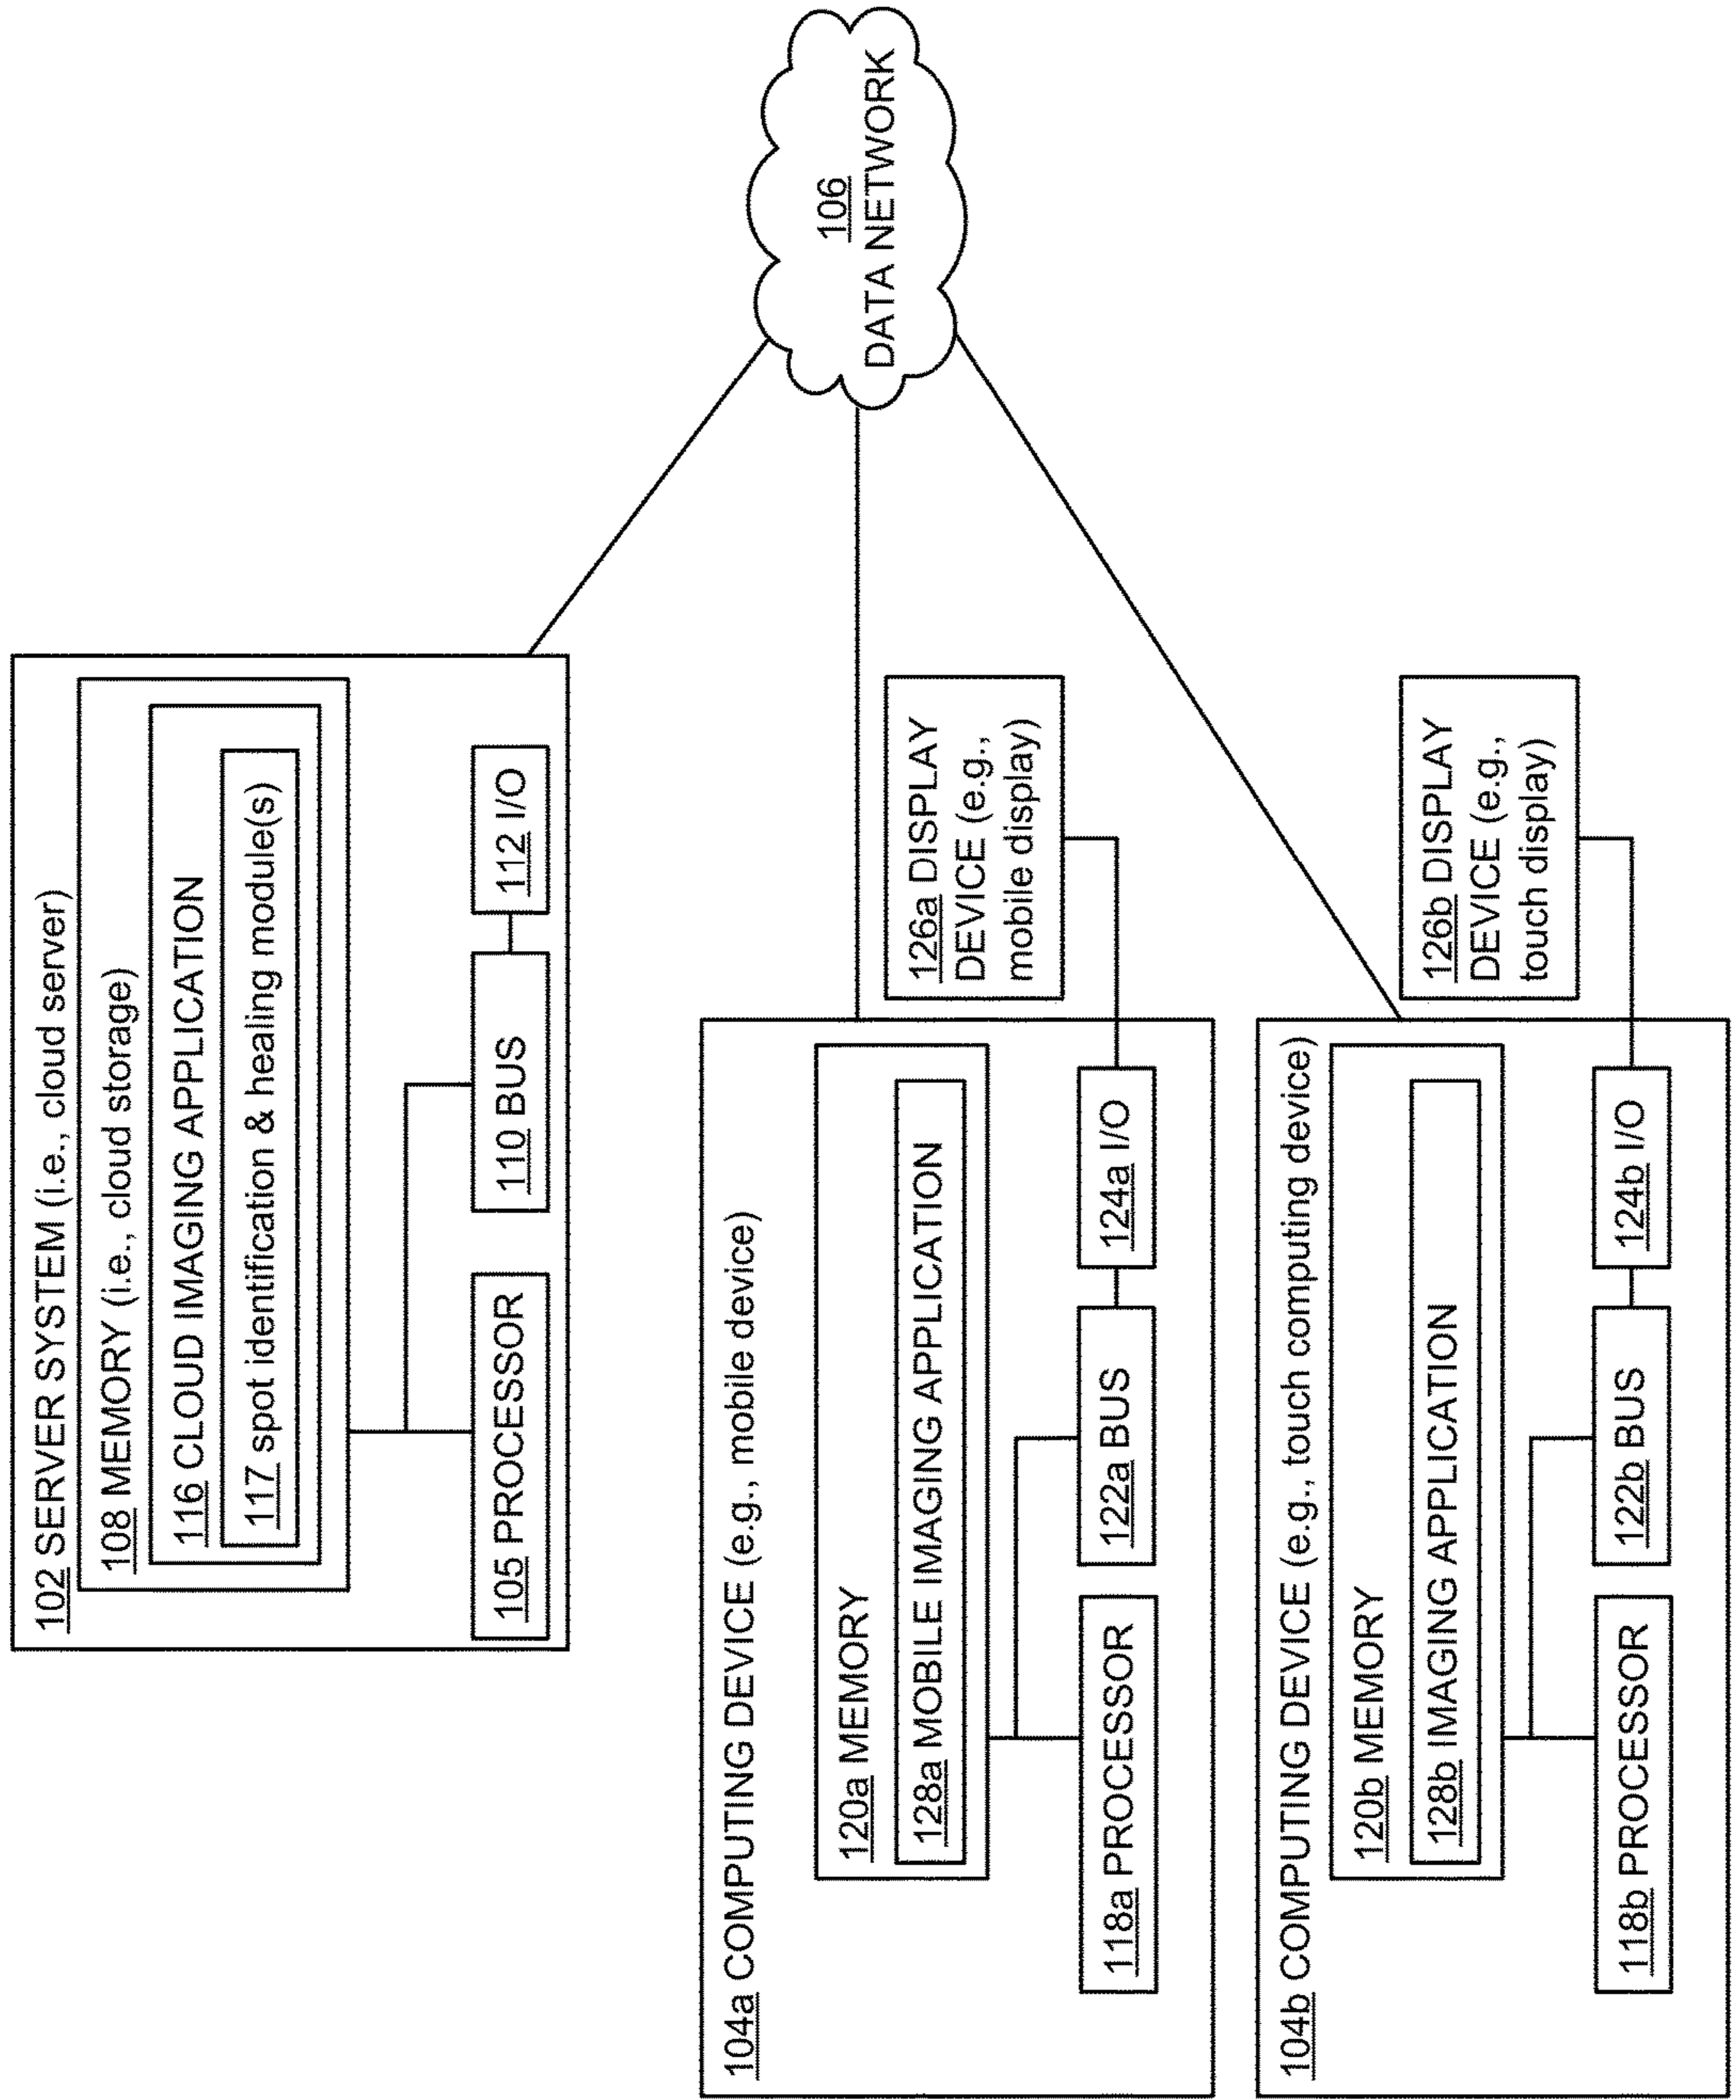 102 SERVER SYSTEM (i.e., cloud server)
108 MEMORY (i.e., cloud storage)
116 CLOUD IMAGING APPLICATION
117 spot identification & healing module(s)
105 PROCESSOR
110 BUS
112 I/O
104a COMPUTING DEVICE (e.g., mobile device)
120a MEMORY
128a MOBILE IMAGING APPLICATION
118a PROCESSOR
122a BUS
124a I/O
126a DISPLAY
DEVICE (e.g.,
mobile display)
104b COMPUTING DEVICE (e.g., touch computing device)
120b MEMORY
128b IMAGING APPLICATION
118b PROCESSOR
122b BUS
124b I/O
126b DISPLAY
DEVICE (e.g.,
touch display)
106
DATA NETWORK